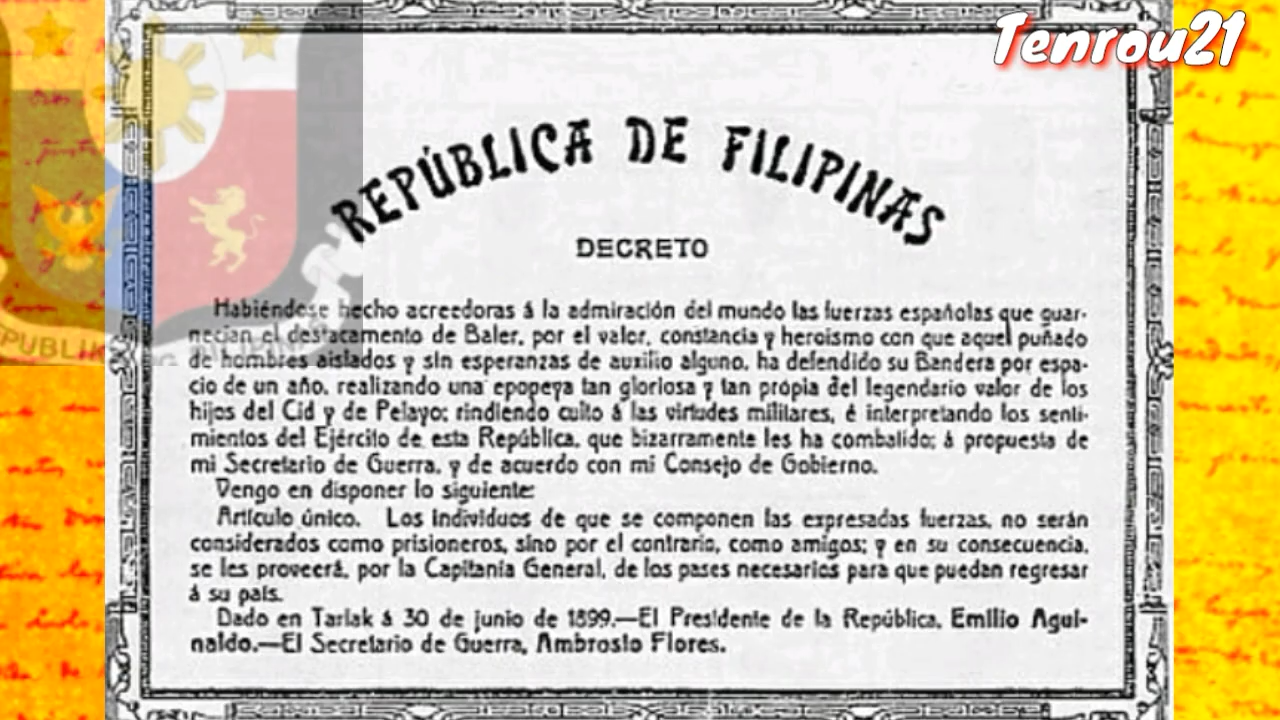 Tenrou21
REPÚBLICA DE FILIPINAS
DECRETO
Habiéndose hecho acreedoras á la admiración del mundo las fuerzas españolas que guar-
necían el destacamento de Baler, por el valor, constancia y heroismo con que aquel puñado
de hombres aislados y sin esperanzas de auxilio alguno, ha defendido su Bandera por espa-
cio de un año, realizando una epopeya tan gloriosa y tan própia del legendario valor de los
hijos del Cid y de Pelayo; rindiendo culto á las virtudes militares, é interpretando los senti-
mientos del Ejército de esta República, que bizarramente les ha combatido; á propuesta de
mi Secretario de Guerra, y de acuerdo con mi Consejo de Gobierno,
Vengo en disponer lo siguiente:
Artículo único. Los individuos de que se componen las expresadas fuerzas, no serán
considerados como prisioneros, sino por el contrario, como amigos; y en su consecuencia,
se les proveerá, por la Capitanía General, de los pases necesarios para que puedan regresar
á su país.
Dado en Tarlak á 30 de junio de 1899.—El Presidente de la República, Emilio Agui-
naldo.—El Secretario de Guerra, Ambrosio Flores.